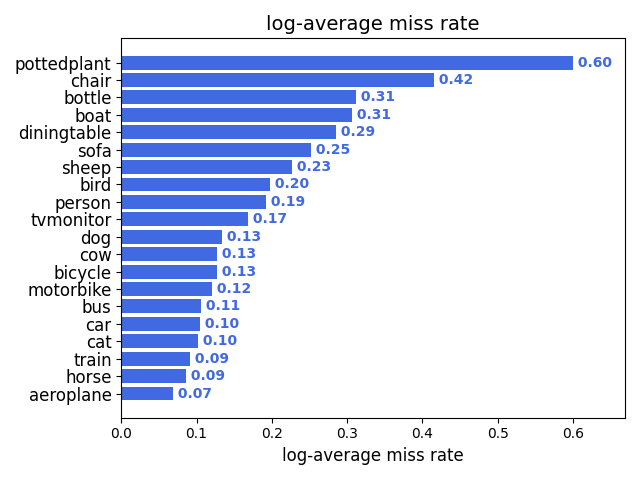 log-average miss rate
pottedplant 0.60
chair 0.42
bottle 0.31
boat 0.31
diningtable 0.29
sofa 0.25
sheep 0.23
bird 0.20
person 0.19
tvmonitor 0.17
dog 0.13
cow 0.13
bicycle 0.13
motorbike 0.12
bus 0.11
car 0.10
cat 0.10
train 0.09
horse 0.09
aeroplane 0.07
0.0 0.1 0.2 0.3 0.4 0.5 0.6
log-average miss rate